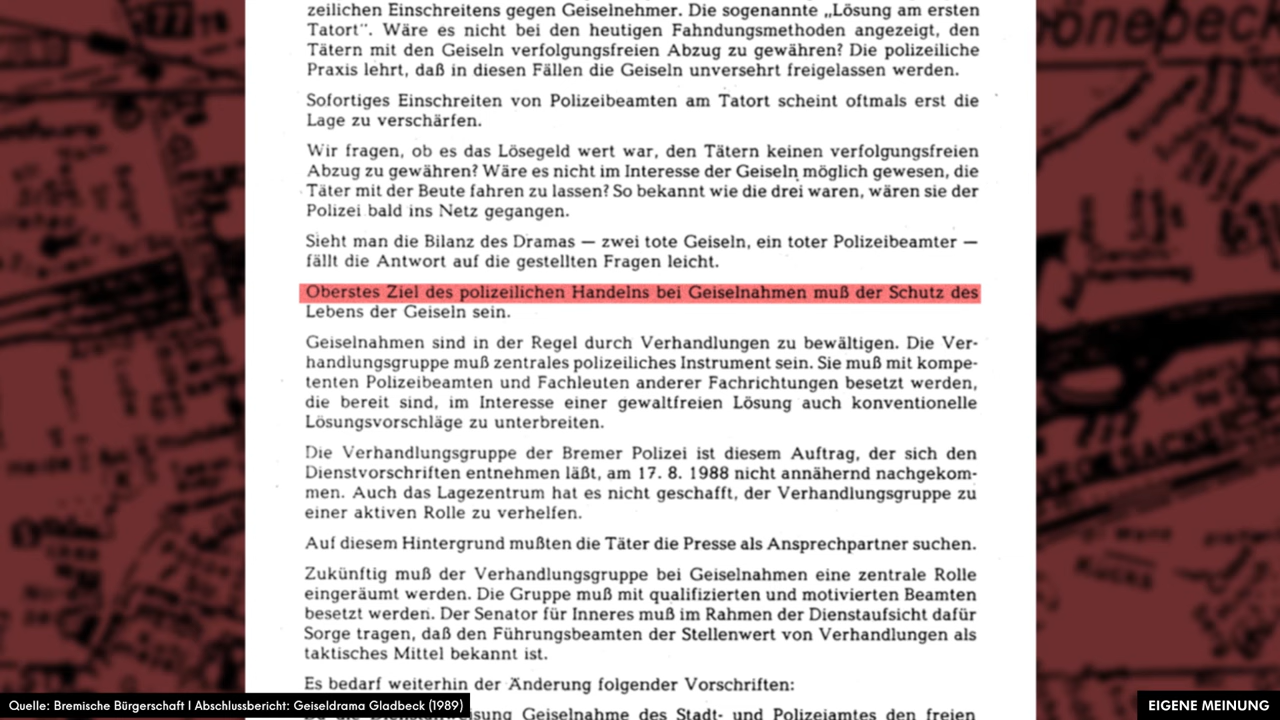 zeilichen Einschreitens gegen Geiselnehmer. Die sogenannte „Lösung am ersten
Tatort“. Wäre es nicht bei den heutigen Fahndungsmethoden angezeigt, den
Tätern mit den Geiseln verfolgungsfreien Abzug zu gewähren? Die polizeiliche
Praxis lehrt, daß in diesen Fällen die Geiseln unversehrt freigelassen werden.
Sofortiges Einschreiten von Polizeibeamten am Tatort scheint oftmals erst die
Lage zu verschärfen.
Wir fragen, ob es das Lösegeld wert war, den Tätern keinen verfolgungsfreien
Abzug zu gewähren? Wäre es nicht im Interesse der Geiseln möglich gewesen, die
Täter mit der Beute fahren zu lassen? So bekannt wie die drei waren, wären sie der
Polizei bald ins Netz gegangen.
Sieht man die Bilanz des Dramas — zwei tote Geiseln, ein toter Polizeibeamter —
fällt die Antwort auf die gestellten Fragen leicht.
Oberstes Ziel des polizeilichen Handelns bei Geiselnahmen muß der Schutz des
Lebens der Geiseln sein.
Geiselnahmen sind in der Regel durch Verhandlungen zu bewältigen. Die Ver-
handlungsgruppe muß zentrales polizeiliches Instrument sein. Sie muß mit kompe-
tenten Polizeibeamten und Fachleuten anderer Fachrichtungen besetzt werden,
die bereit sind, im Interesse einer gewaltfreien Lösung auch konventionelle
Lösungsvorschläge zu unterbreiten.
Die Verhandlungsgruppe der Bremer Polizei ist diesem Auftrag, der sich den
Dienstvorschriften entnehmen läßt, am 17. 8. 1988 nicht annähernd nachgekom-
men. Auch das Lagezentrum hat es nicht geschafft, der Verhandlungsgruppe zu
einer aktiven Rolle zu verhelfen.
Auf diesem Hintergrund mußten die Täter die Presse als Ansprechpartner suchen.
Zukünftig muß der Verhandlungsgruppe bei Geiselnahmen eine zentrale Rolle
eingeräumt werden. Die Gruppe muß mit qualifizierten und motivierten Beamten
besetzt werden. Der Senator für Inneres muß im Rahmen der Dienstaufsicht dafür
Sorge tragen, daß den Führungsbeamten der Stellenwert von Verhandlungen als
taktisches Mittel bekannt ist.
Es bedarf weiterhin der Änderung folgender Vorschriften:
Geiselnahme des Stadt- und Polizeiamtes den freien
Quelle: Bremische Bürgerschaft I Abschlussbericht: Geiseldrama Gladbeck (1989)
EIGENE MEINUNG